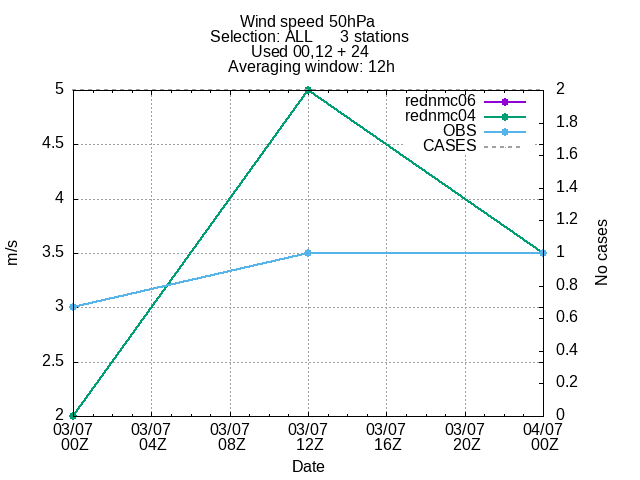 Wind speed 50hPa
Selection: ALL      3 stations
Used 00,12 + 24
Averaging window: 12h
rednmc06
rednmc04
OBS
CASES
5
4.5
4
3.5
3
2.5
2
2
1.8
1.6
1.4
1.2
1
0.8
0.6
0.4
0.2
0
m/s
No cases
03/07 03/07 03/07 03/07 03/07 03/07 04/07
00Z 04Z 08Z 12Z 16Z 20Z 00Z
Date